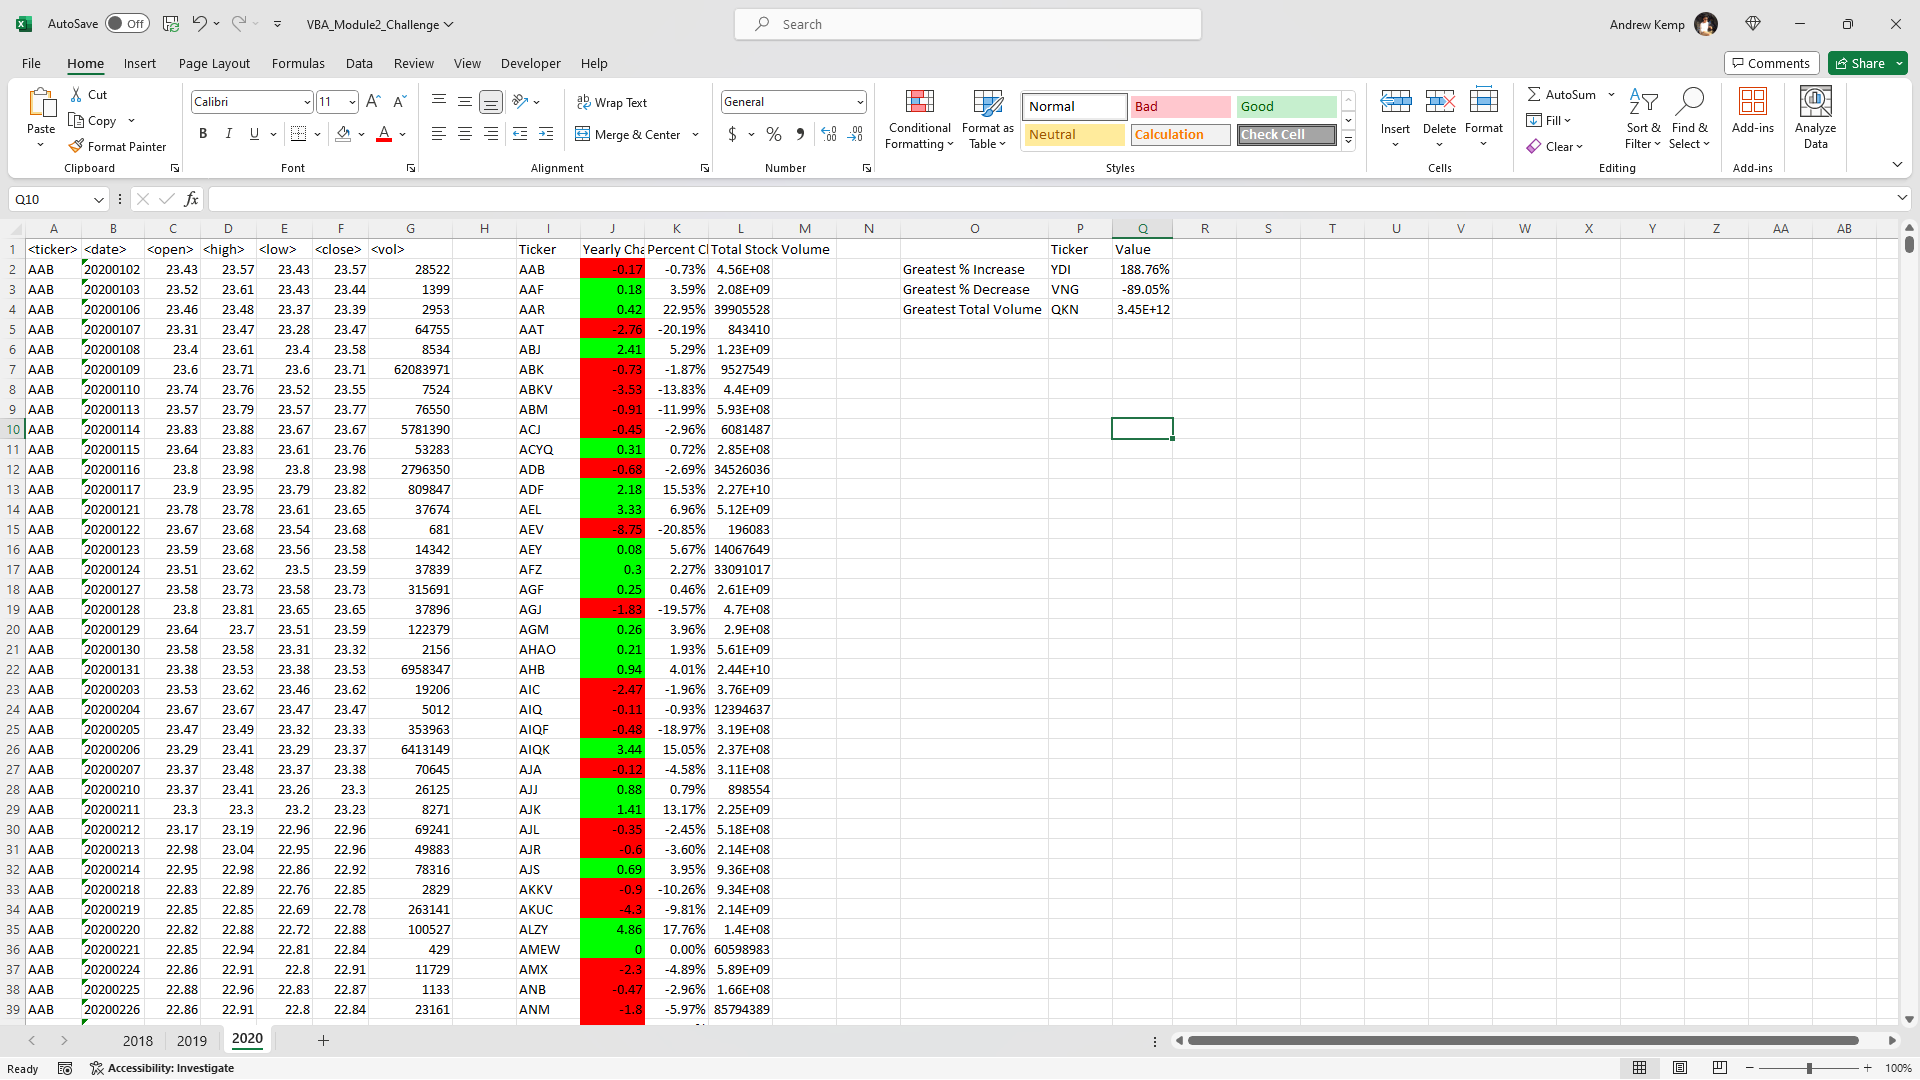 AutoSave Off VBA_Module2_Challenge Search Andrew Kemp
File Home Insert Page Layout Formulas Data Review View Developer Help Comments Share
Paste Cut Copy Format Painter Clipboard
Calibri 11 B I U Font
Wrap Text Merge & Center Alignment
General $ % Number
Conditional Formatting Format as Table Normal Bad Good Neutral Calculation Check Cell Styles
Insert Delete Format Cells
AutoSum Fill Clear Sort & Filter Find & Select Editing
Add-ins Add-ins
Analyze Data
Q10 fx
A B C D E F G H I J K L M N O P Q R S T U V W X Y Z AA AB
1 <ticker> <date> <open> <high> <low> <close> <vol> Ticker Yearly Cha Percent Cl Total Stock Volume Ticker Value
2 AAB 20200102 23.43 23.57 23.43 23.57 28522 AAB -0.17 -0.73% 4.56E+08 Greatest % Increase YDI 188.76%
3 AAB 20200103 23.52 23.61 23.43 23.44 1399 AAF 0.18 3.59% 2.08E+09 Greatest % Decrease VNG -89.05%
4 AAB 20200106 23.46 23.48 23.37 23.39 2953 AAR 0.42 22.95% 39905528 Greatest Total Volume QKN 3.45E+12
5 AAB 20200107 23.31 23.47 23.28 23.47 64755 AAT -2.76 -20.19% 843410
6 AAB 20200108 23.4 23.61 23.4 23.58 8534 ABJ 2.41 5.29% 1.23E+09
7 AAB 20200109 23.6 23.71 23.6 23.71 62083971 ABK -0.73 -1.87% 9527549
8 AAB 20200110 23.74 23.76 23.52 23.55 7524 ABKV -3.53 -13.83% 4.4E+09
9 AAB 20200113 23.57 23.79 23.57 23.77 76550 ABM -0.91 -11.99% 5.93E+08
10 AAB 20200114 23.83 23.88 23.67 23.67 5781390 ACJ -0.45 -2.96% 6081487
11 AAB 20200115 23.64 23.83 23.61 23.76 53283 ACYQ 0.31 0.72% 2.85E+08
12 AAB 20200116 23.8 23.98 23.8 23.98 2796350 ADB -0.68 -2.69% 34526036
13 AAB 20200117 23.9 23.95 23.79 23.82 809847 ADF 2.18 15.53% 2.27E+10
14 AAB 20200121 23.78 23.78 23.61 23.65 37674 AEL 3.33 6.96% 5.12E+09
15 AAB 20200122 23.67 23.68 23.54 23.68 681 AEV -8.75 -20.85% 196083
16 AAB 20200123 23.59 23.68 23.56 23.58 14342 AEY 0.08 5.67% 14067649
17 AAB 20200124 23.51 23.62 23.5 23.59 37839 AFZ 0.3 2.27% 33091017
18 AAB 20200127 23.58 23.73 23.58 23.73 315691 AGF 0.25 0.46% 2.61E+09
19 AAB 20200128 23.8 23.81 23.65 23.65 37896 AGJ -1.83 -19.57% 4.7E+08
20 AAB 20200129 23.64 23.7 23.51 23.59 122379 AGM 0.26 3.96% 2.9E+08
21 AAB 20200130 23.58 23.58 23.31 23.32 2156 AHAO 0.21 1.93% 5.61E+09
22 AAB 20200131 23.38 23.53 23.38 23.53 6958347 AHB 0.94 4.01% 2.44E+10
23 AAB 20200203 23.53 23.62 23.46 23.62 19206 AIC -2.47 -1.96% 3.76E+09
24 AAB 20200204 23.67 23.67 23.47 23.47 5012 AIQ -0.11 -0.93% 12394637
25 AAB 20200205 23.47 23.49 23.32 23.33 353963 AIQF -0.48 -18.97% 3.19E+08
26 AAB 20200206 23.29 23.41 23.29 23.37 6413149 AIQK 3.44 15.05% 2.37E+08
27 AAB 20200207 23.37 23.48 23.37 23.38 70645 AJA -0.12 -4.58% 3.11E+08
28 AAB 20200210 23.37 23.41 23.26 23.3 26125 AJJ 0.88 0.79% 898554
29 AAB 20200211 23.3 23.3 23.2 23.23 8271 AJK 1.41 13.17% 2.25E+09
30 AAB 20200212 23.17 23.19 22.96 22.96 69241 AJL -0.35 -2.45% 5.18E+08
31 AAB 20200213 22.98 23.04 22.95 22.96 49883 AJR -0.6 -3.60% 2.14E+08
32 AAB 20200214 22.95 22.98 22.86 22.92 78316 AJS 0.69 3.95% 9.36E+08
33 AAB 20200218 22.83 22.89 22.76 22.85 2829 AKKV -0.9 -10.26% 9.34E+08
34 AAB 20200219 22.85 22.85 22.69 22.78 263141 AKUC -4.3 -9.81% 2.14E+09
35 AAB 20200220 22.82 22.88 22.72 22.88 100527 ALZY 4.86 17.76% 1.4E+08
36 AAB 20200221 22.85 22.94 22.81 22.84 429 AMEW 0 0.00% 60598983
37 AAB 20200224 22.86 22.91 22.8 22.91 11729 AMX -2.3 -4.89% 5.89E+09
38 AAB 20200225 22.88 22.96 22.83 22.87 1133 ANB -0.47 -2.96% 1.66E+08
39 AAB 20200226 22.86 22.91 22.8 22.84 23161 ANM -1.8 -5.97% 85794389
2018 2019 2020
Ready Accessibility: Investigate 100%